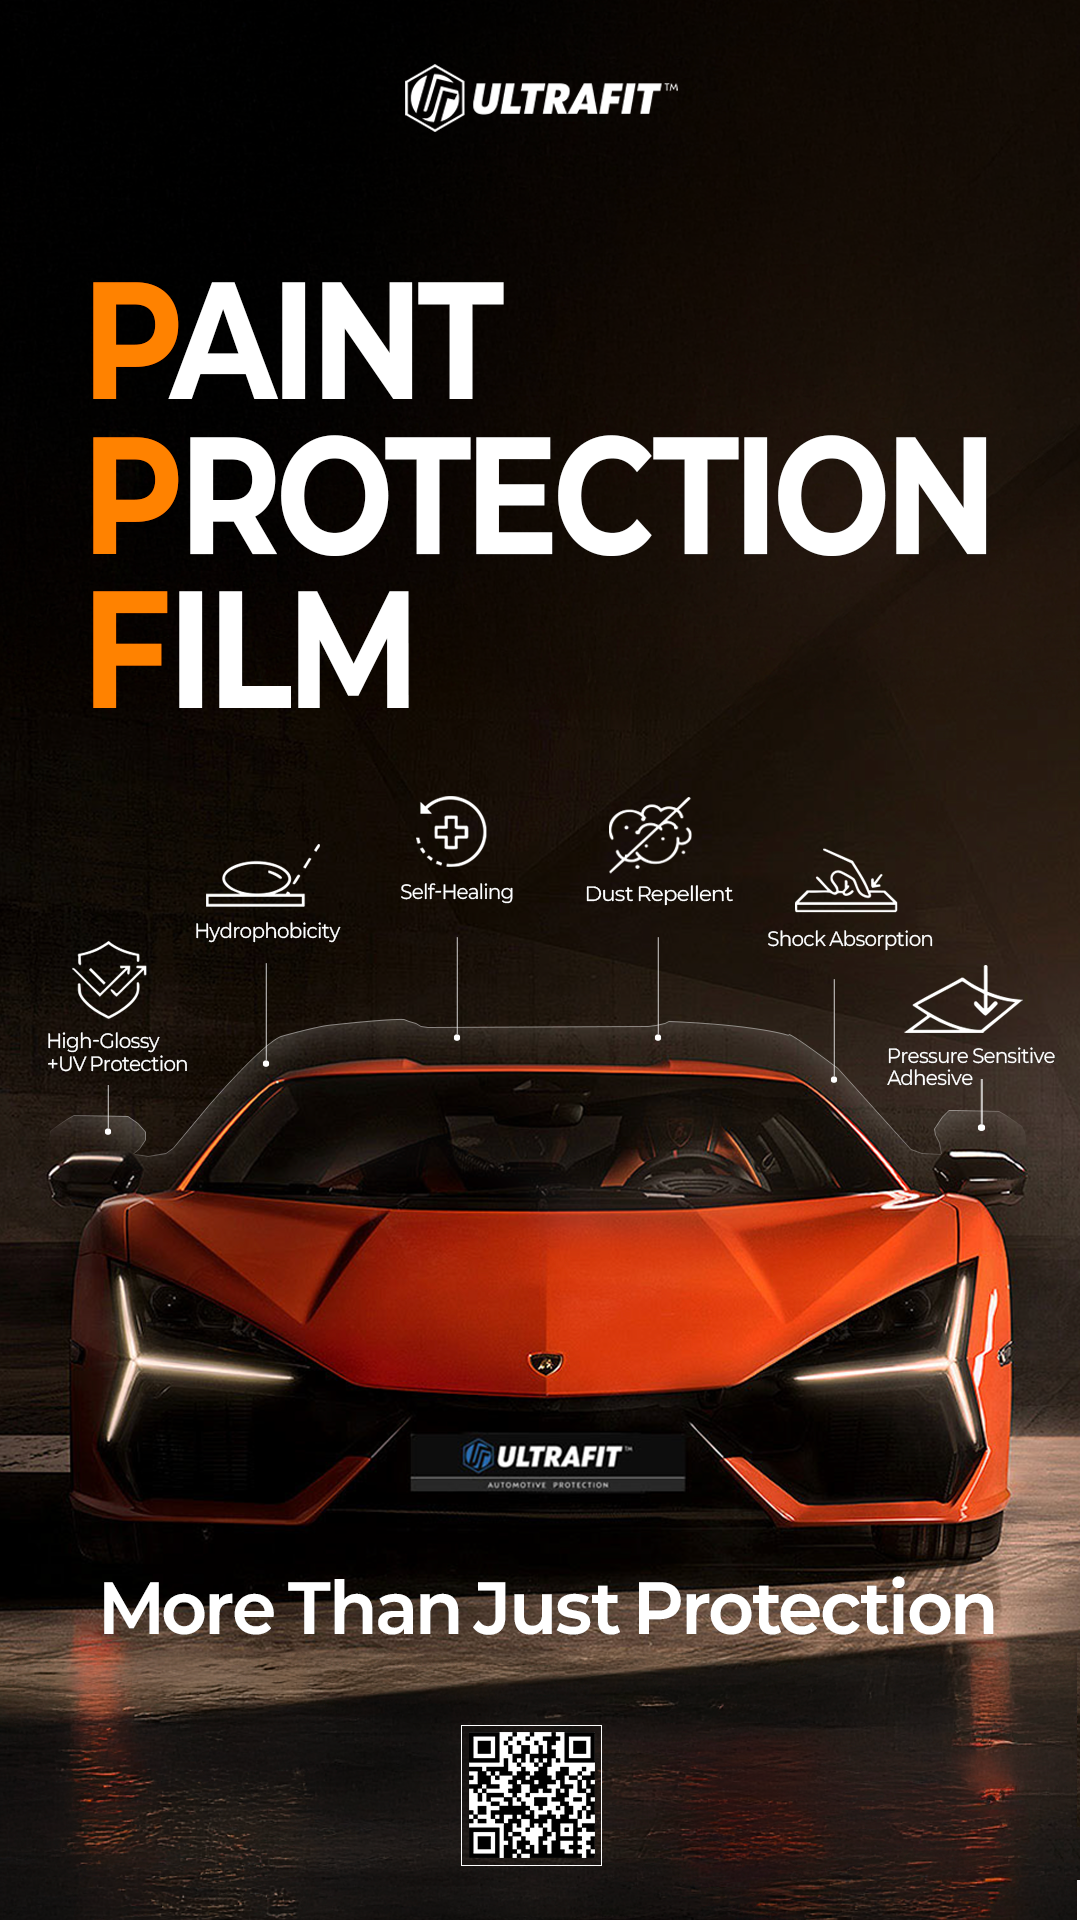 ULTRAFIT™
PAINT
PROTECTION
FILM
Self-Healing
Dust Repellent
Hydrophobicity
Shock Absorption
High-Glossy
+UV Protection
Pressure Sensitive
Adhesive
ULTRAFIT™
AUTOMOTIVE PROTECTION
More Than Just Protection